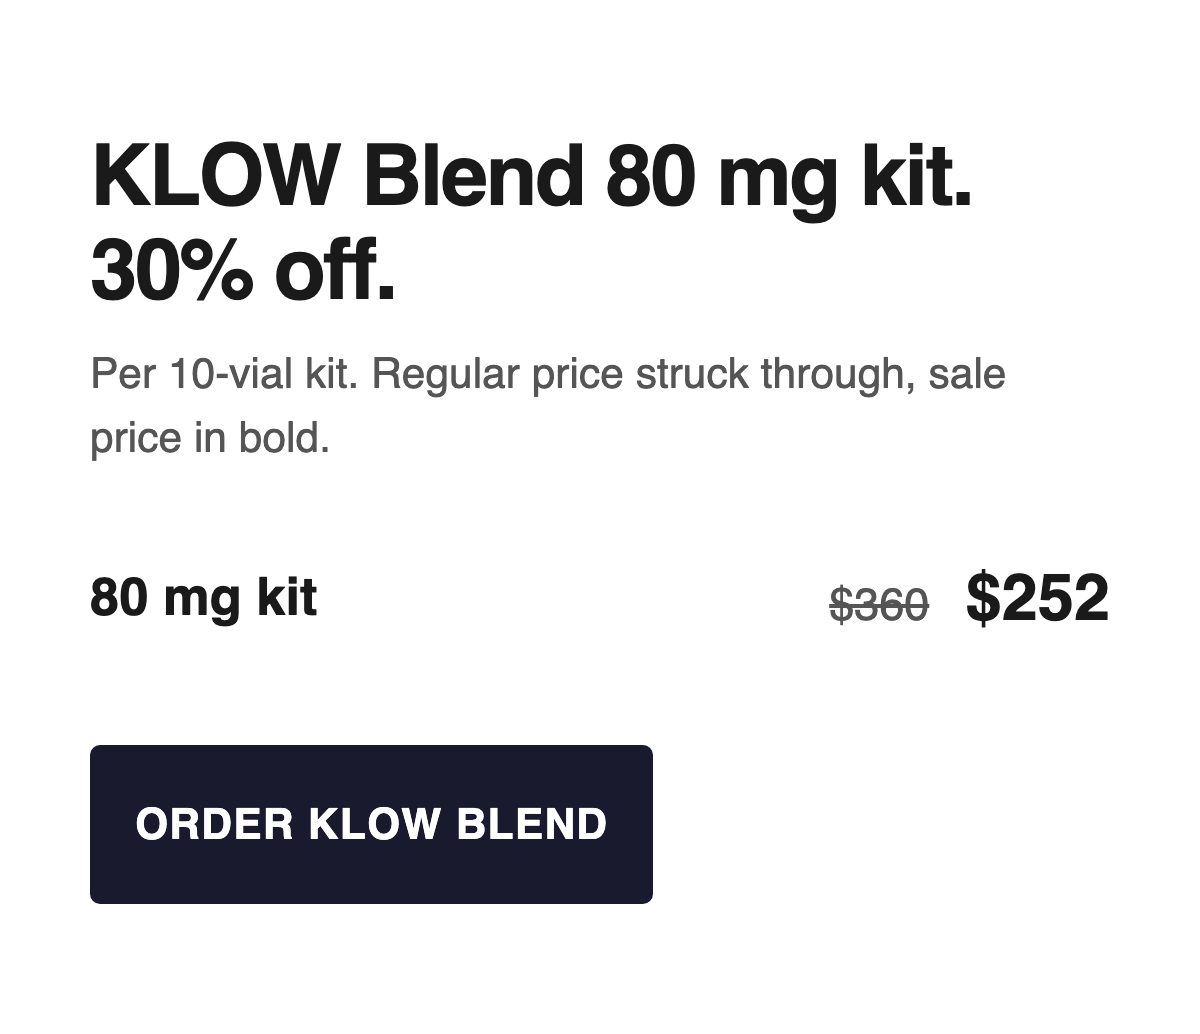 KLOW Blend 80 mg kit.
30% off.
Per 10-vial kit. Regular price struck through, sale
price in bold.
80 mg kit $360 $252
ORDER KLOW BLEND